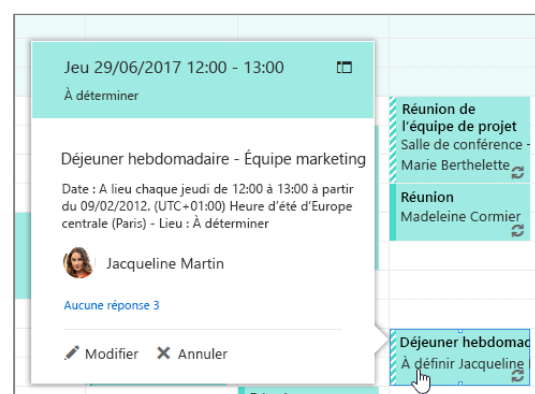 Jeu 29/06/2017 12:00 - 13:00
À déterminer
Déjeuner hebdomadaire - Équipe marketing
Date : A lieu chaque jeudi de 12:00 à 13:00 à partir
du 09/02/2012. (UTC+01:00) Heure d'été d'Europe
centrale (Paris) - Lieu : À déterminer
Jacqueline Martin
Aucune réponse 3
Modifier
Annuler
Réunion de
l'équipe de projet
Salle de conférence -
Marie Berthelette
Réunion
Madeleine Cormier
Déjeuner hebdomad
À définir Jacqueline